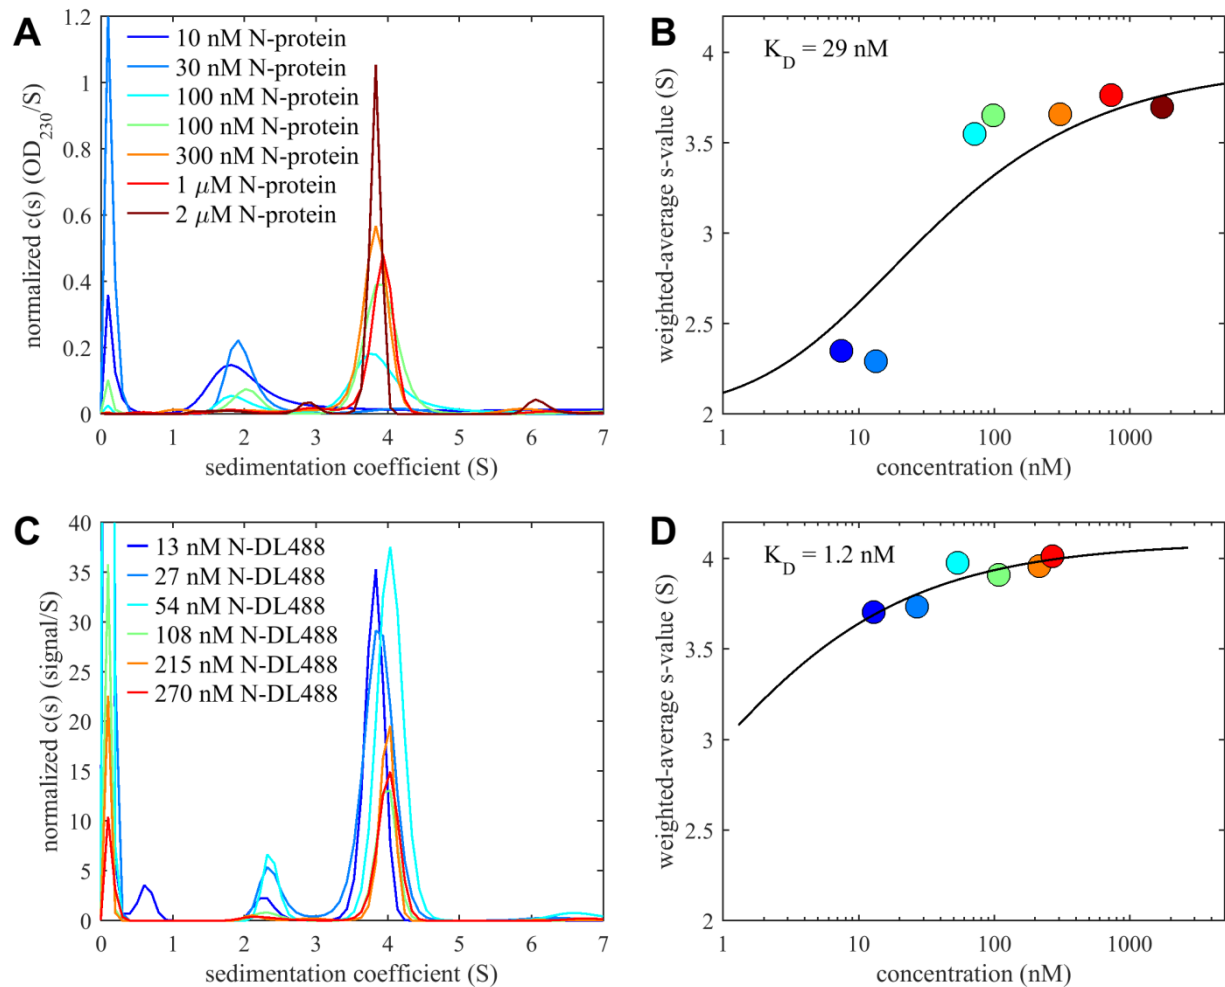 A
normalized c(s) (OD230/S)
1.2
1
0.8
0.6
0.4
0.2
0
10 nM N-protein
30 nM N-protein
100 nM N-protein
100 nM N-protein
300 nM N-protein
1 μM N-protein
2 μM N-protein
0 1 2 3 4 5 6 7
sedimentation coefficient (S)
B
weighted-average s-value (S)
4
3.5
3
2.5
2
KD = 29 nM
1 10 100 1000
concentration (nM)
C
normalized c(s) (signal/S)
40
35
30
25
20
15
10
5
0
13 nM N-DL488
27 nM N-DL488
54 nM N-DL488
108 nM N-DL488
215 nM N-DL488
270 nM N-DL488
0 1 2 3 4 5 6 7
sedimentation coefficient (S)
D
weighted-average s-value (S)
4
3.5
3
2.5
2
KD = 1.2 nM
1 10 100 1000
concentration (nM)